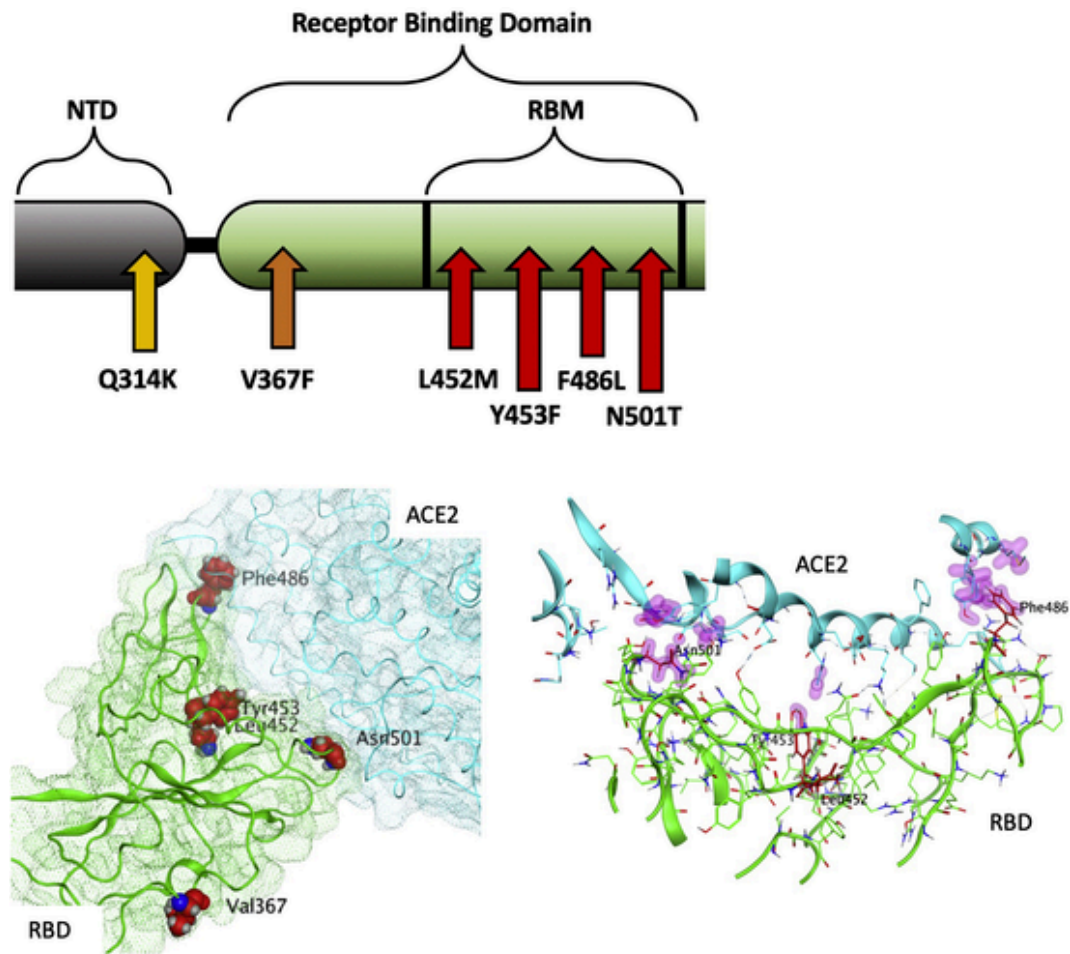 Receptor Binding Domain
NTD
RBM
Q314K
V367F
L452M
Y453F
F486L
N501T
ACE2
Phe486
Tyr453
Leu452
Asn501
Val367
RBD
ACE2
Phe486
Asn501
Tyr453
Leu452
RBD